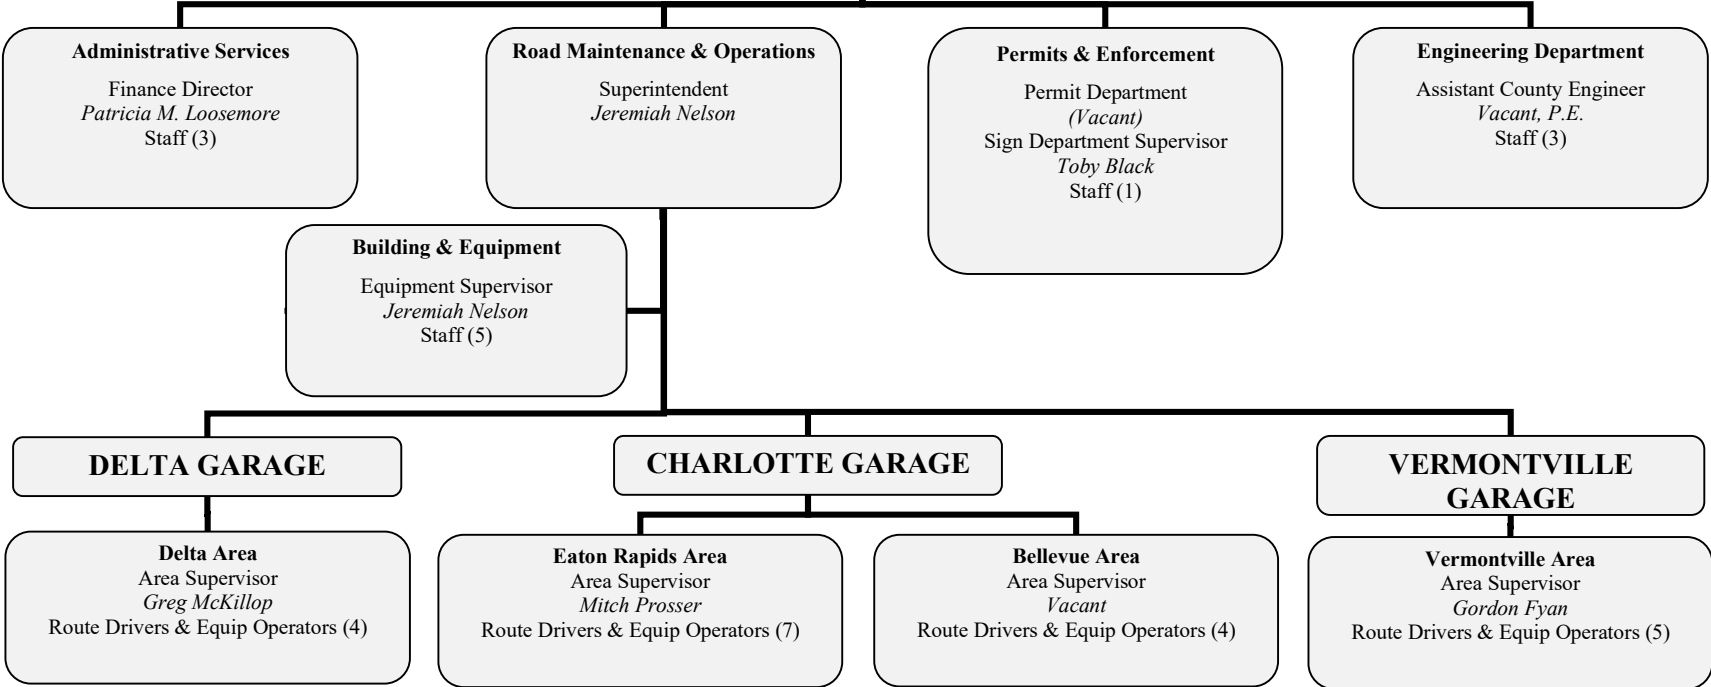 Administrative Services
Finance Director
Patricia M. Loosemore
Staff (3)
Road Maintenance & Operations
Superintendent
Jeremiah Nelson
Permits & Enforcement
Permit Department
(Vacant)
Sign Department Supervisor
Toby Black
Staff (1)
Engineering Department
Assistant County Engineer
Vacant, P.E.
Staff (3)
Building & Equipment
Equipment Supervisor
Jeremiah Nelson
Staff (5)
DELTA GARAGE
CHARLOTTE GARAGE
VERMONTVILLE
GARAGE
Delta Area
Area Supervisor
Greg McKillop
Route Drivers & Equip Operators (4)
Eaton Rapids Area
Area Supervisor
Mitch Prosser
Route Drivers & Equip Operators (7)
Bellevue Area
Area Supervisor
Vacant
Route Drivers & Equip Operators (4)
Vermontville Area
Area Supervisor
Gordon Fyan
Route Drivers & Equip Operators (5)